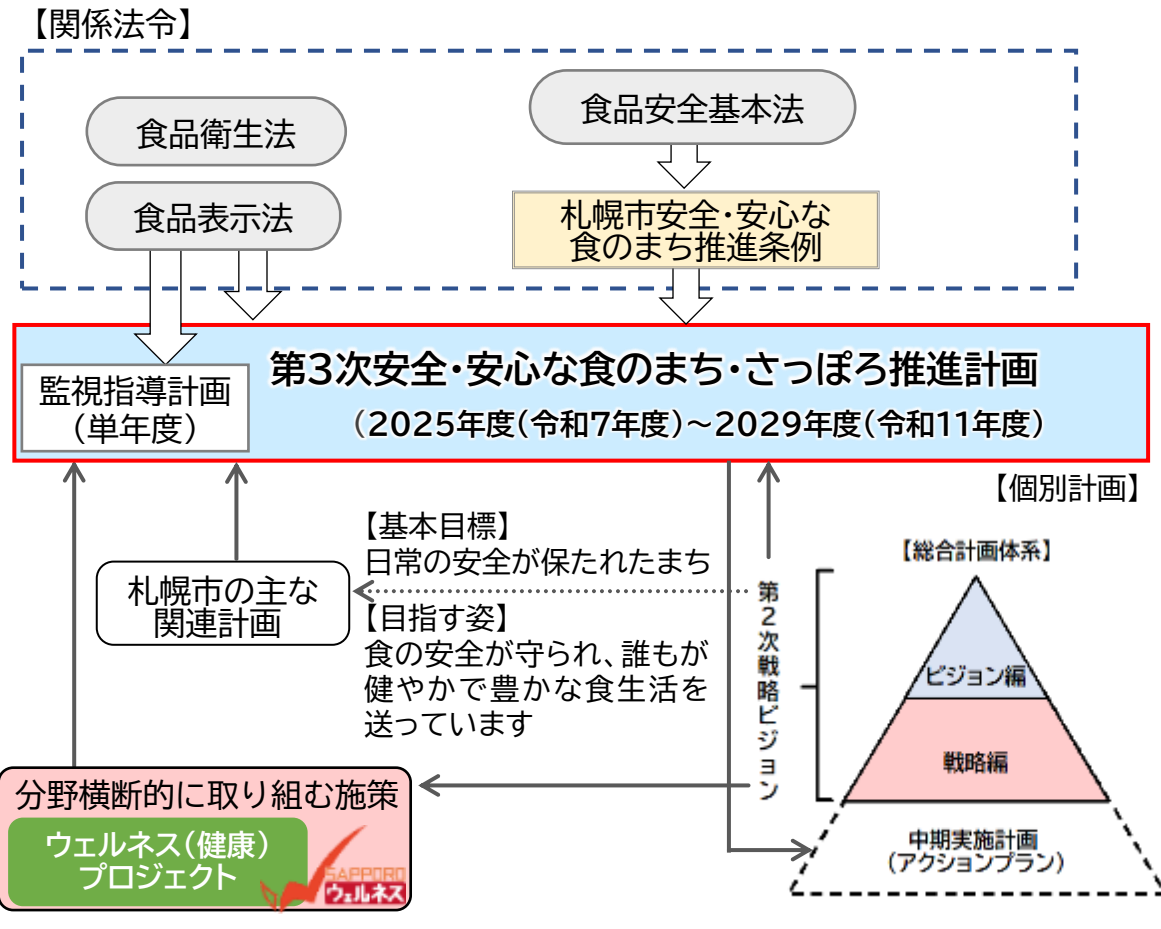 【関係法令】
食品衛生法
食品表示法
食品安全基本法
札幌市安全・安心な
食のまち推進条例
監視指導計画
(単年度)
第3次安全・安心な食のまち・さっぽろ推進計画
(2025年度(令和7年度)～2029年度(令和11年度)
【個別計画】
【基本目標】
日常の安全が保たれたまち
【目指す姿】
食の安全が守られ、誰もが
健やかで豊かな食生活を
送っています
札幌市の主な
関連計画
第2次戦略ビジョン
【総合計画体系】
ビジョン編
戦略編
中期実施計画
(アクションプラン)
分野横断的に取り組む施策
ウェルネス(健康)
プロジェクト
SAPPORO
ウェルネス